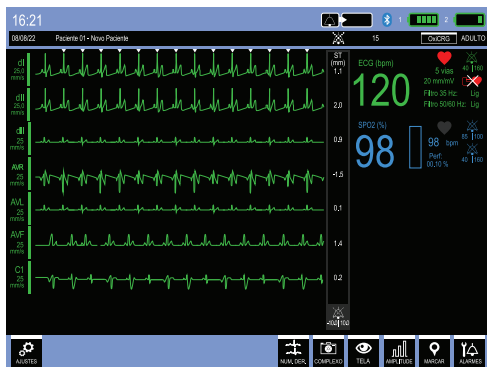 16:21
1
2
08/08/22 Paciente 01 - Novo Paciente 15 OxiCRG ADULTO
ST
(mm)
dI
25,0
mm/s
1.1
dII
25,0
mm/s
2.0
dIII
25
mm/s
0.9
AVR
25
mm/s
-1.5
AVL
25
mm/s
0.1
AVF
25
mm/s
1.4
C1
25
mm/s
0.2
-10.0 10.0
ECG (bpm)
120
5 vias
20 mm/mV
Filtro 35 Hz: Lig
Filtro 50/60 Hz: Lig
40 160
SPO2 (%)
98
98 bpm
Perf:
00,10 %
85 100
40 160
AJUSTES
NUM. DER.
COMPLEXO
TELA
AMPLITUDE
MARCAR
ALARMES